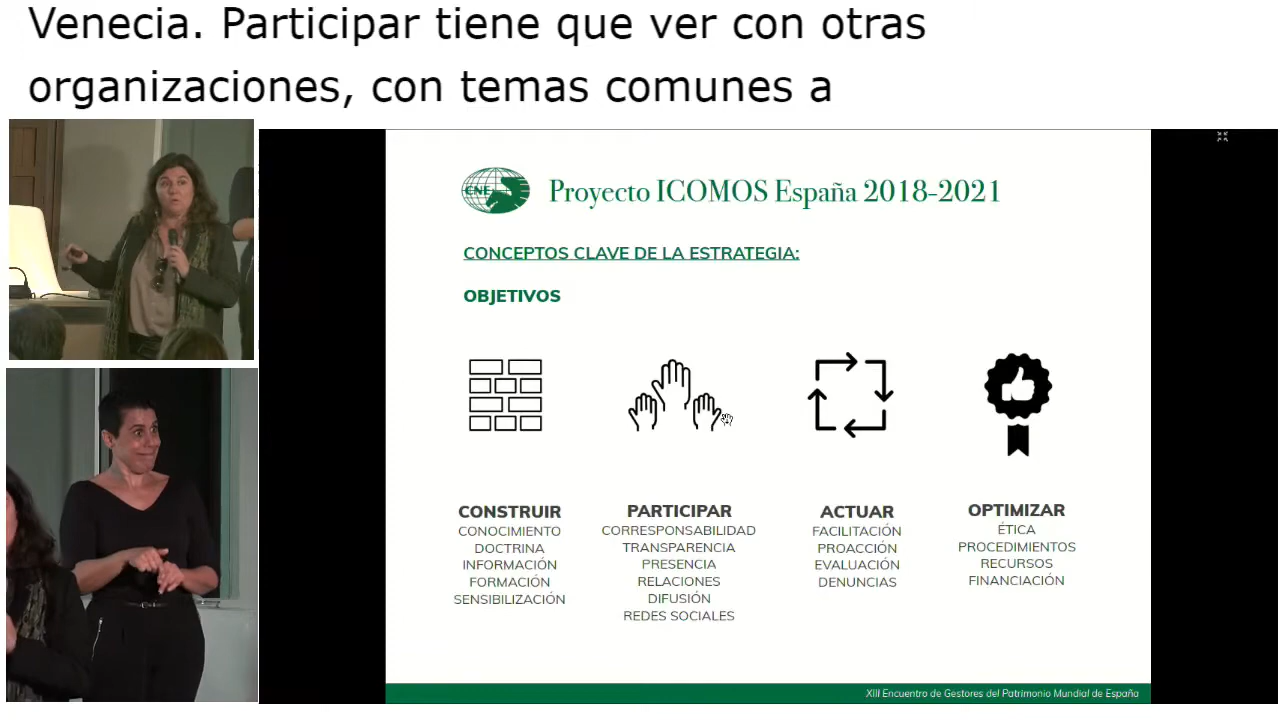 Venecia. Participar tiene que ver con otras
organizaciones, con temas comunes a
CNE
Proyecto ICOMOS España 2018-2021
CONCEPTOS CLAVE DE LA ESTRATEGIA:
OBJETIVOS
CONSTRUIR
CONOCIMIENTO
DOCTRINA
INFORMACIÓN
FORMACIÓN
SENSIBILIZACIÓN
PARTICIPAR
CORRESPONSABILIDAD
TRANSPARENCIA
PRESENCIA
RELACIONES
DIFUSIÓN
REDES SOCIALES
ACTUAR
FACILITACIÓN
PROACCIÓN
EVALUACIÓN
DENUNCIAS
OPTIMIZAR
ÉTICA
PROCEDIMIENTOS
RECURSOS
FINANCIACIÓN
XIII Encuentro de Gestores del Patrimonio Mundial de España